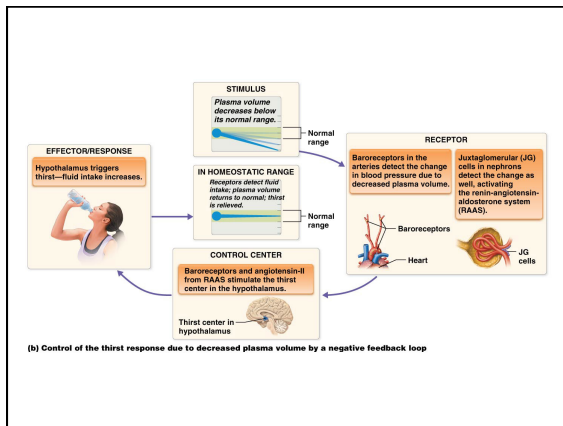 STIMULUS
Plasma volume
decreases below
its normal range.
Normal
range
RECEPTOR
Baroreceptors in the
arteries detect the change
in blood pressure due to
decreased plasma volume.
Juxtaglomerular (JG)
cells in nephrons
detect the change as
well, activating
the renin-angiotensin-
aldosterone system
(RAAS).
Baroreceptors
Heart
JG
cells
CONTROL CENTER
Baroreceptors and angiotensin-II
from RAAS stimulate the thirst
center in the hypothalamus.
Thirst center in
hypothalamus
EFFECTOR/RESPONSE
Hypothalamus triggers
thirst—fluid intake increases.
IN HOMEOSTATIC RANGE
Receptors detect fluid
intake; plasma volume
returns to normal; thirst
is relieved.
Normal
range
(b) Control of the thirst response due to decreased plasma volume by a negative feedback loop